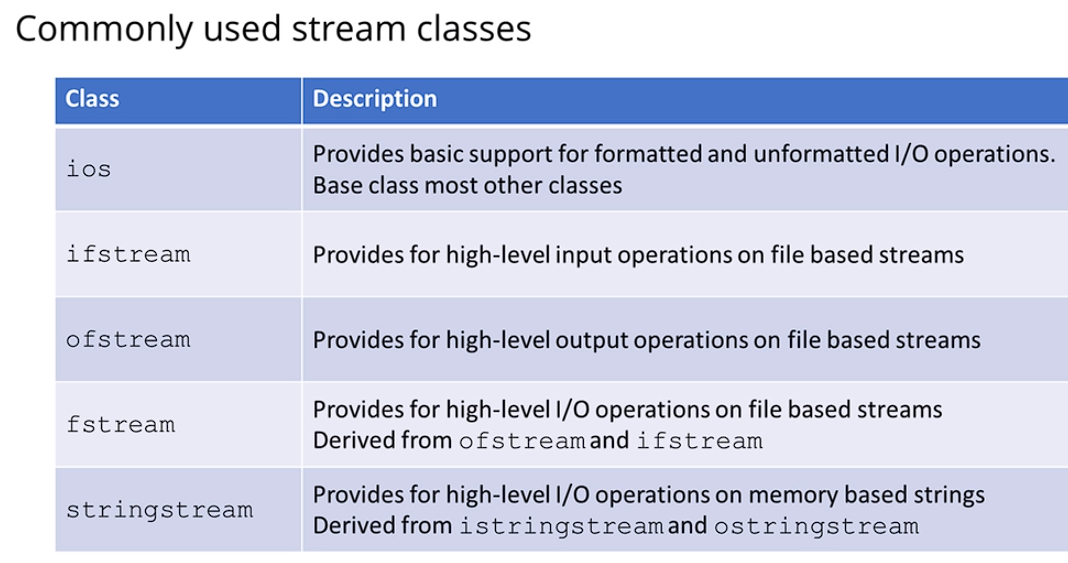 Commonly used stream classes
Class Description
ios
Provides basic support for formatted and unformatted I/O operations.
Base class most other classes
ifstream
Provides for high-level input operations on file based streams
ofstream
Provides for high-level output operations on file based streams
fstream
Provides for high-level I/O operations on file based streams
Derived from ofstream and ifstream
stringstream
Provides for high-level I/O operations on memory based strings
Derived from istringstream and ostringstream